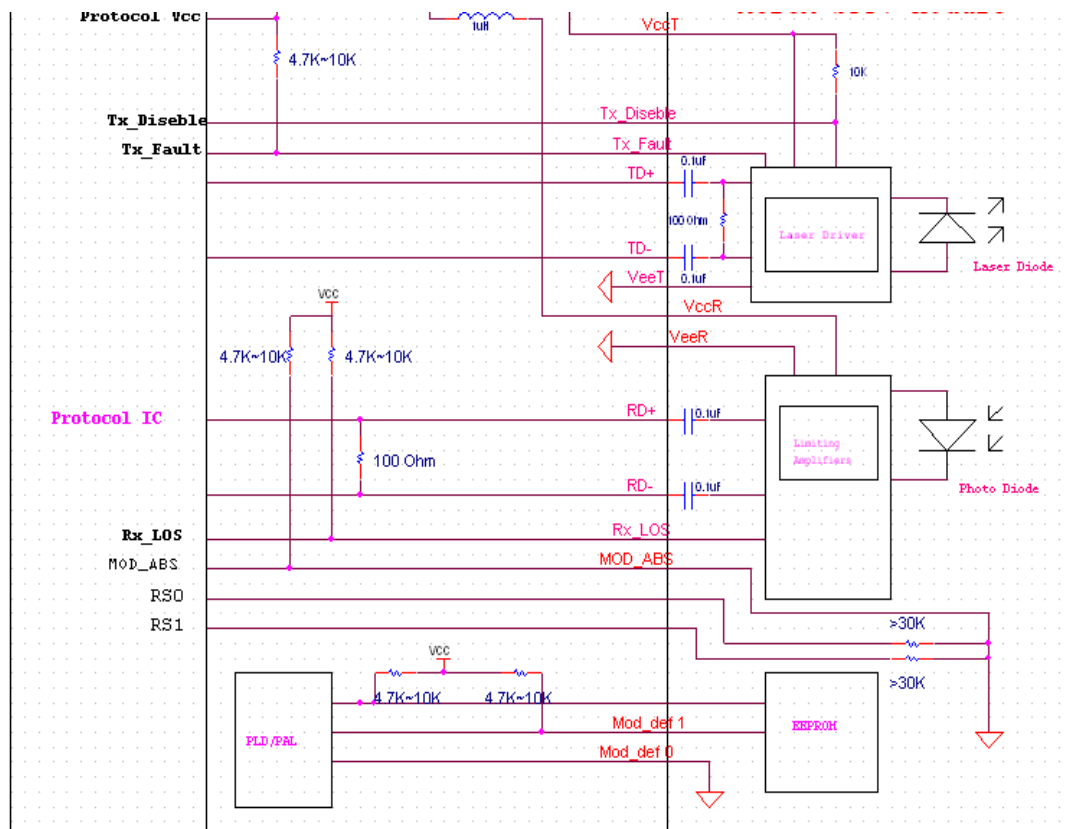 Protocol Vcc
1uH
VccT
4.7K~10K
10K
Tx_Diseble
Tx_Diseble
Tx_Fault
Tx_Fault
0.1uf
TD+
100 Ohm
Laser Driver
TD-
Laser Diode
VeeT
0.1uf
VCC
VccR
VeeR
4.7K~10K
4.7K~10K
Protocol IC
RD+
0.1uf
100 Ohm
Limiting
Amplifiers
RD-
0.1uf
Photo Diode
Rx_LOS
Rx_LOS
MOD_ABS
MOD_ABS
RS0
RS1
>30K
VCC
>30K
4.7K~10K
4.7K~10K
Mod_def 1
EEPROM
PLD/PAL
Mod_def 0